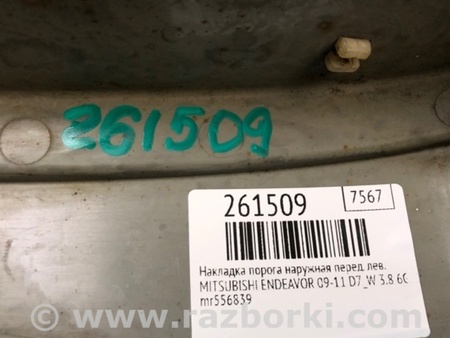 261509
261509
7567
Накладка порога наружная перед. лев.
MITSUBISHI ENDEAVOR 09-11 D7_W 3.8 6G
mr556839
www.razborki.com